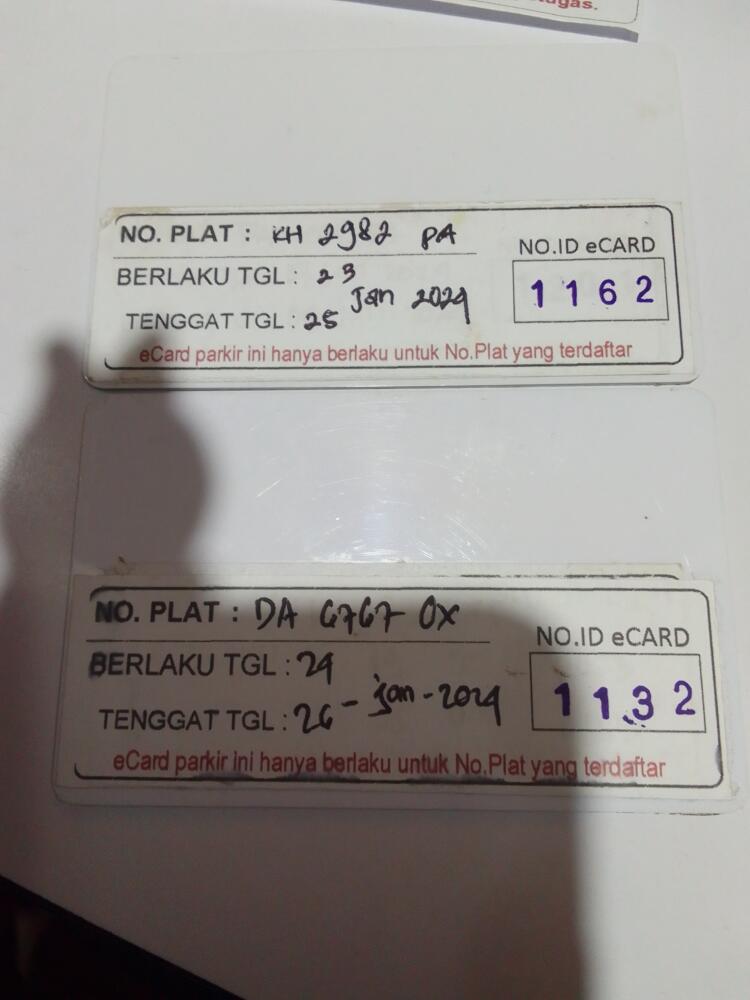 tugas.
NO. PLAT : KH 2982 PA
BERLAKU TGL : 23
Jan 2024
TENGGAT TGL : 25
NO.ID eCARD
1162
eCard parkir ini hanya berlaku untuk No.Plat yang terdaftar
NO. PLAT : DA 6767 OX
BERLAKU TGL : 24
TENGGAT TGL : 26 - jan - 2024
NO.ID eCARD
1132
eCard parkir ini hanya berlaku untuk No.Plat yang terdaftar